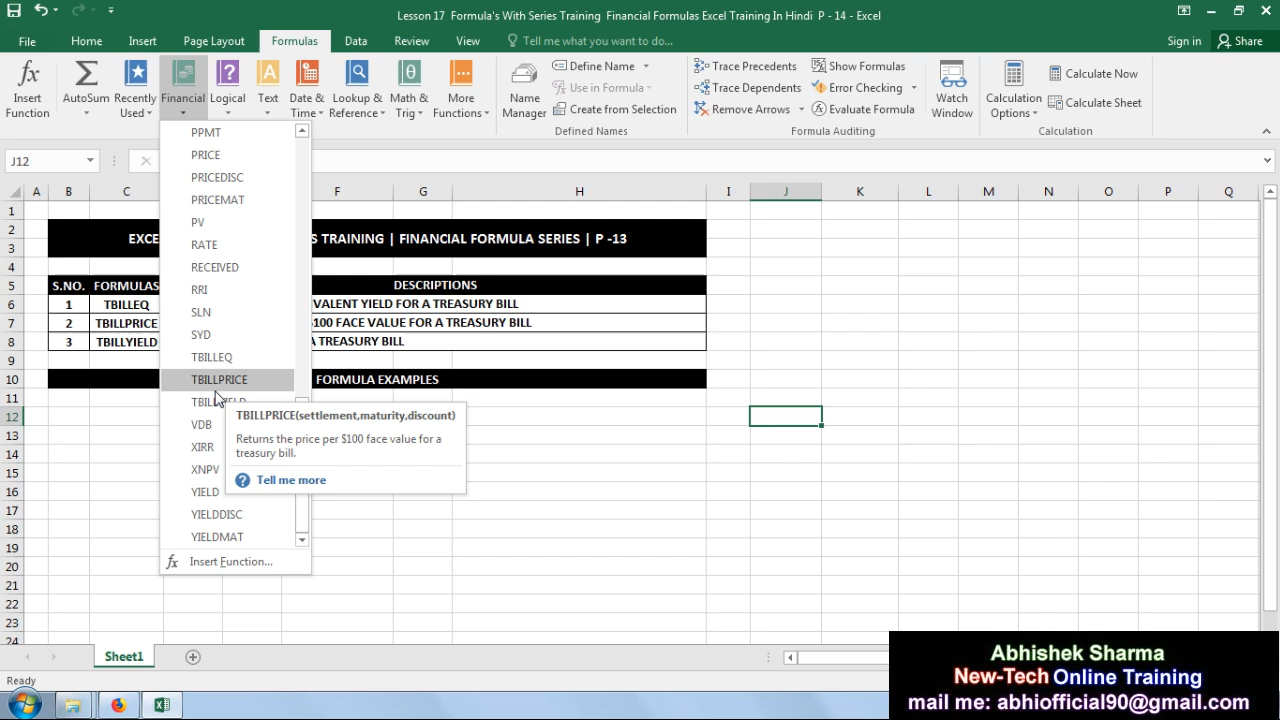 Lesson 17 Formula's With Series Training Financial Formulas Excel Training In Hindi P - 14 - Excel
File Home Insert Page Layout Formulas Data Review View Tell me what you want to do... Sign in Share
Insert Function
AutoSum
Recently Used
Financial
Logical
Text
Date & Time
Lookup & Reference
Math & Trig
More Functions
Name Manager
Define Name
Use in Formula
Create from Selection
Defined Names
Trace Precedents
Trace Dependents
Remove Arrows
Show Formulas
Error Checking
Evaluate Formula
Formula Auditing
Watch Window
Calculation Options
Calculate Now
Calculate Sheet
Calculation
J12
PPMT
PRICE
PRICEDISC
PRICEMAT
PV
RATE
RECEIVED
RRI
SLN
SYD
TBILLEQ
TBILLPRICE
VDB
XIRR
XNPV
YIELD
YIELDDISC
YIELDMAT
fx Insert Function...
TBILLPRICE(settlement,maturity,discount)
Returns the price per $100 face value for a
treasury bill.
? Tell me more
A B C F G H I J K L M N O P Q
1
2
3
4
5
6
7
8
9
10
11
12
13
14
15
16
17
18
19
20
21
22
23
24
S TRAINING | FINANCIAL FORMULA SERIES | P -13
S.NO. FORMULAS DESCRIPTIONS
1 TBILLEQ VALENT YIELD FOR A TREASURY BILL
2 TBILLPRICE 100 FACE VALUE FOR A TREASURY BILL
3 TBILLYIELD A TREASURY BILL
FORMULA EXAMPLES
Sheet1
Ready
Abhishek Sharma
New-Tech Online Training
mail me: abhiofficial90@gmail.com